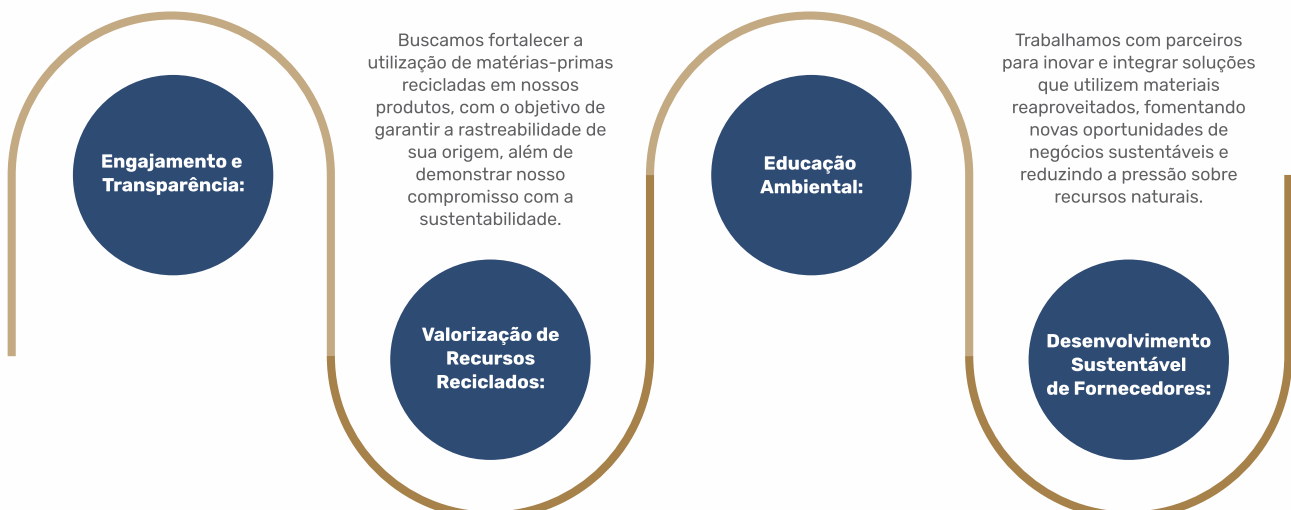 Engajamento e
Transparência:
Buscamos fortalecer a
utilização de matérias-primas
recicladas em nossos
produtos, com o objetivo de
garantir a rastreabilidade de
sua origem, além de
demonstrar nosso
compromisso com a
sustentabilidade.
Valorização de
Recursos
Reciclados:
Educação
Ambiental:
Trabalhamos com parceiros
para inovar e integrar soluções
que utilizem materiais
reaproveitados, fomentando
novas oportunidades de
negócios sustentáveis e
reduzindo a pressão sobre
recursos naturais.
Desenvolvimento
Sustentável
de Fornecedores: